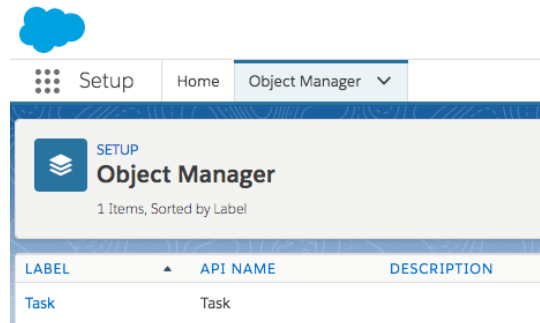 Setup Home Object Manager
SETUP
Object Manager
1 Items, Sorted by Label
LABEL API NAME DESCRIPTION
Task Task